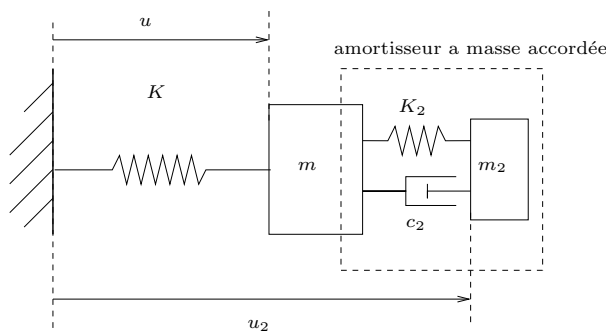 u
amortisseur a masse accordée
K
K₂
m
m₂
c₂
u₂